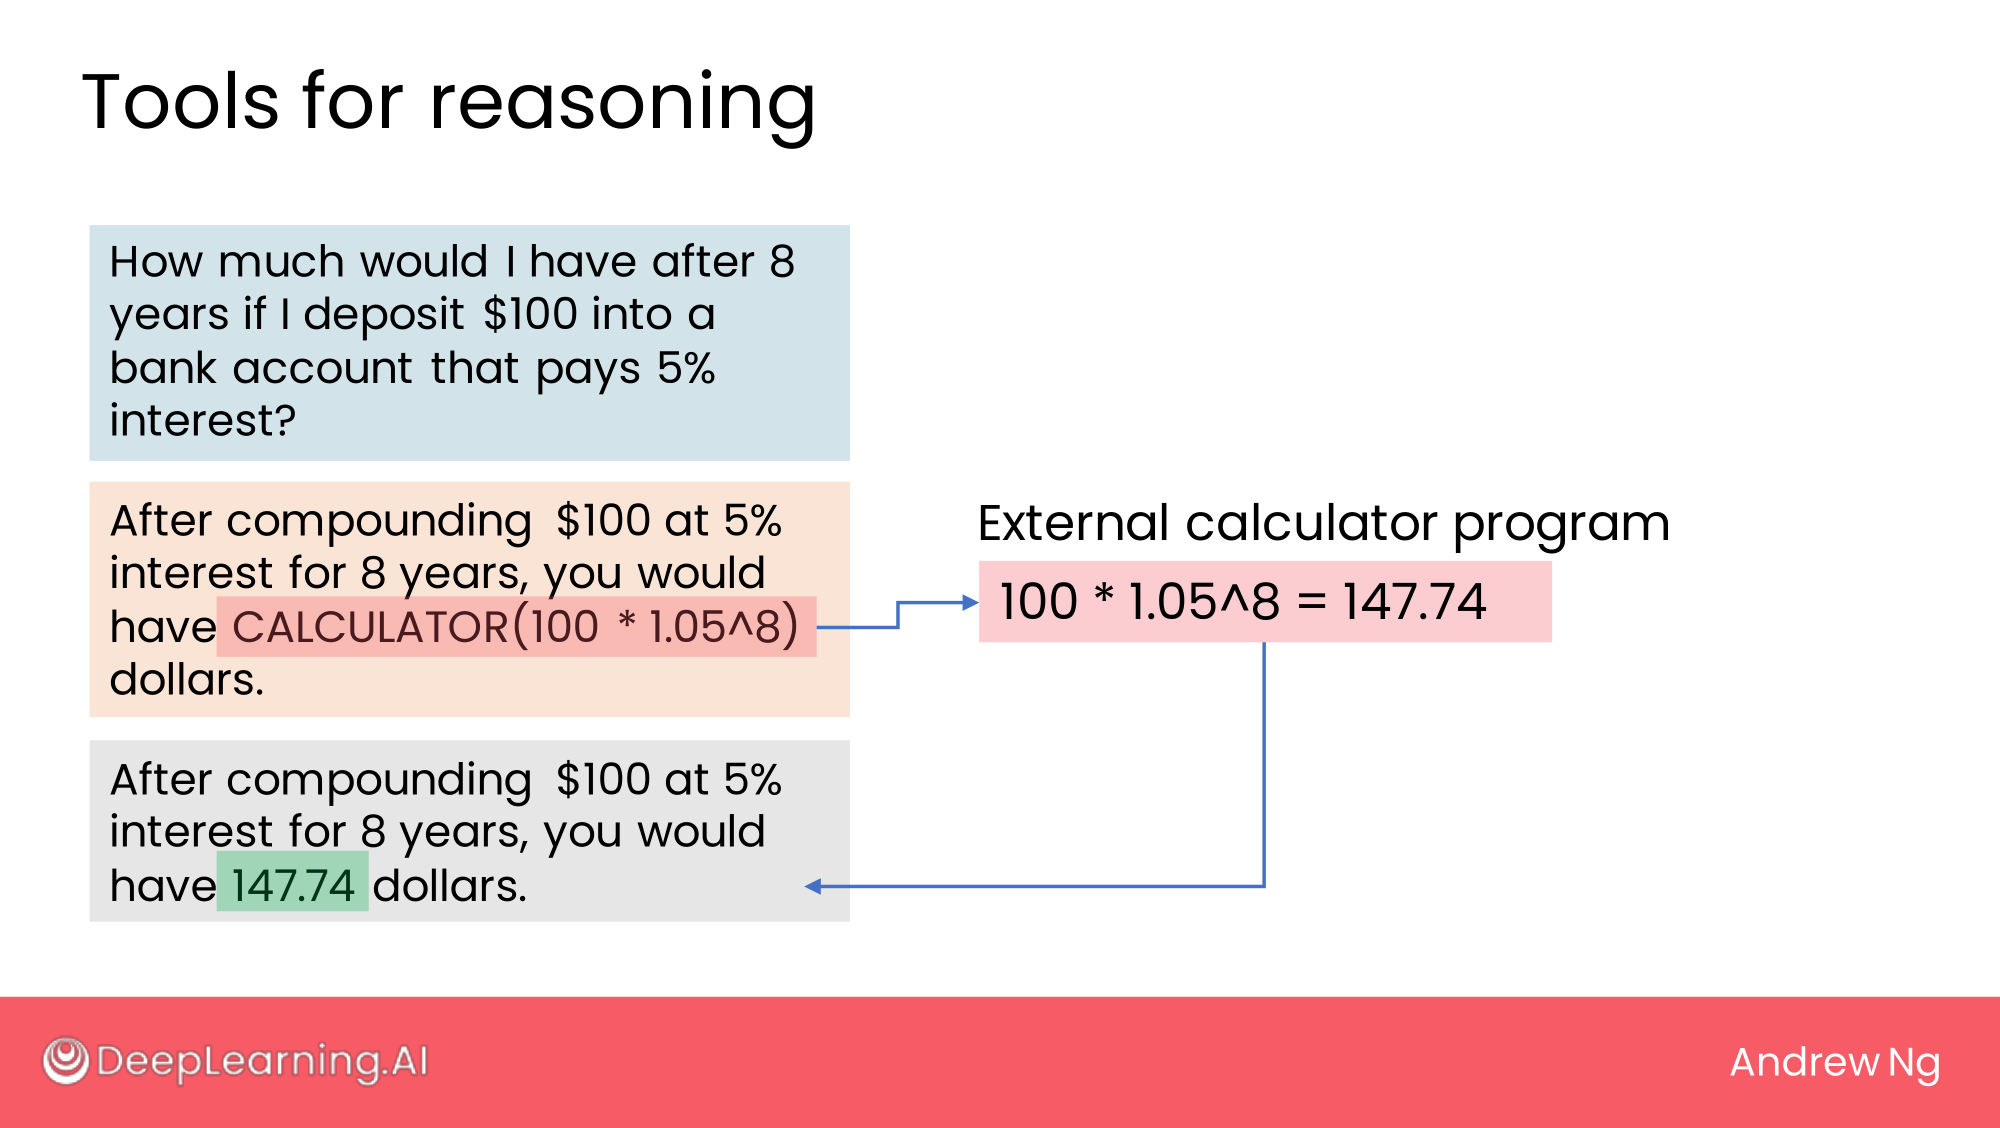 Tools for reasoning
How much would I have after 8
years if I deposit $100 into a
bank account that pays 5%
interest?
After compounding $100 at 5%
interest for 8 years, you would
have CALCULATOR(100 * 1.05^8)
dollars.
External calculator program
100 * 1.05^8 = 147.74
After compounding $100 at 5%
interest for 8 years, you would
have 147.74 dollars.
DeepLearning.AI
Andrew Ng